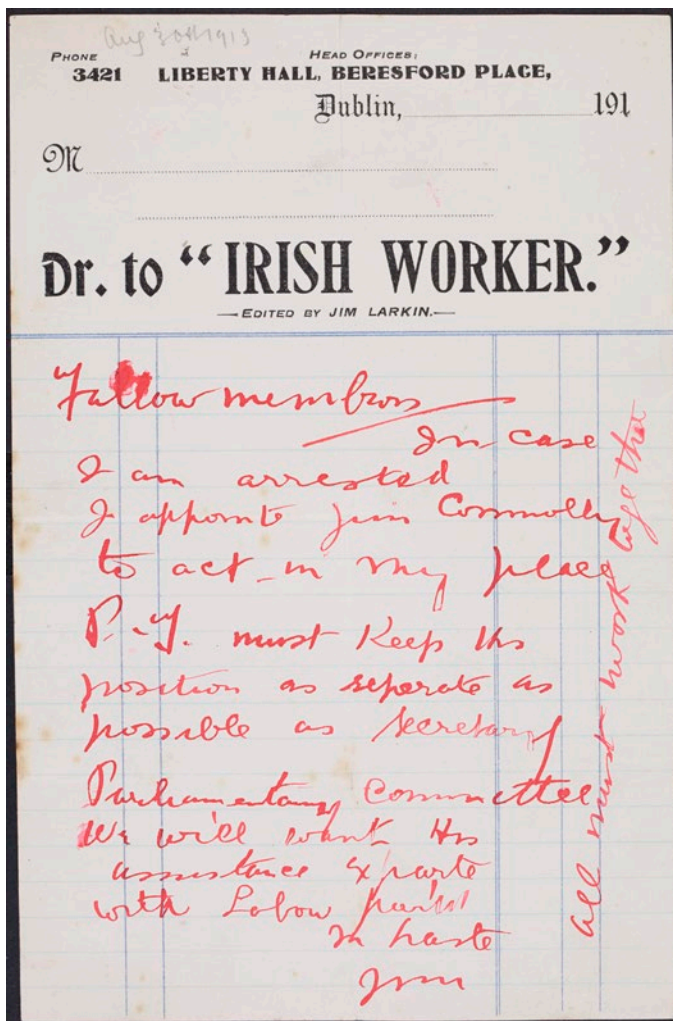 Aug 30th 1913
PHONE HEAD OFFICES:
3421 LIBERTY HALL, BERESFORD PLACE,
Dublin, 191
M
Dr. to “IRISH WORKER.”
—EDITED BY JIM LARKIN.—
Fellow members
In case
I am arrested
I appoint Jim Connolly
to act in my place
P.T. must Keep his
position as seperate as
possible as Secretary
Parliamentary Committee
We will want His
assistance Exparte
with Labour
In haste
Jim
all must work together